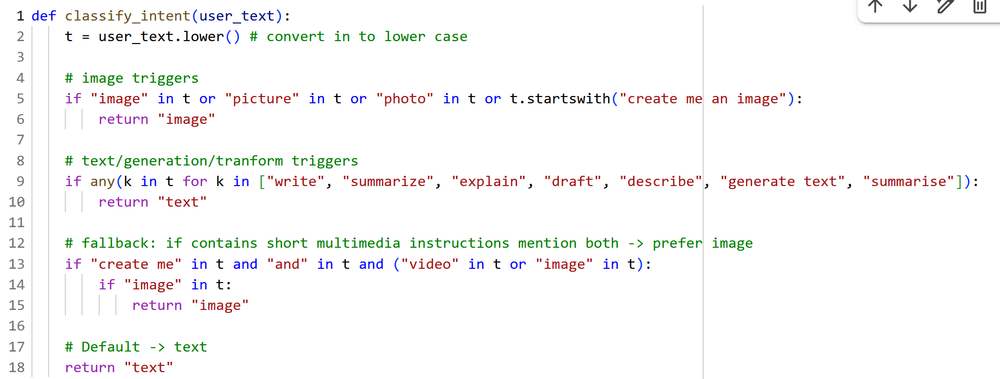 1 def classify_intent(user_text):
2     t = user_text.lower() # convert in to lower case
3
4     # image triggers
5     if "image" in t or "picture" in t or "photo" in t or t.startswith("create me an image"):
6         return "image"
7
8     # text/generation/tranform triggers
9     if any(k in t for k in ["write", "summarize", "explain", "draft", "describe", "generate text", "summarise"]):
10         return "text"
11
12     # fallback: if contains short multimedia instructions mention both -> prefer image
13     if "create me" in t and "and" in t and ("video" in t or "image" in t):
14         if "image" in t:
15             return "image"
16
17     # Default -> text
18     return "text"